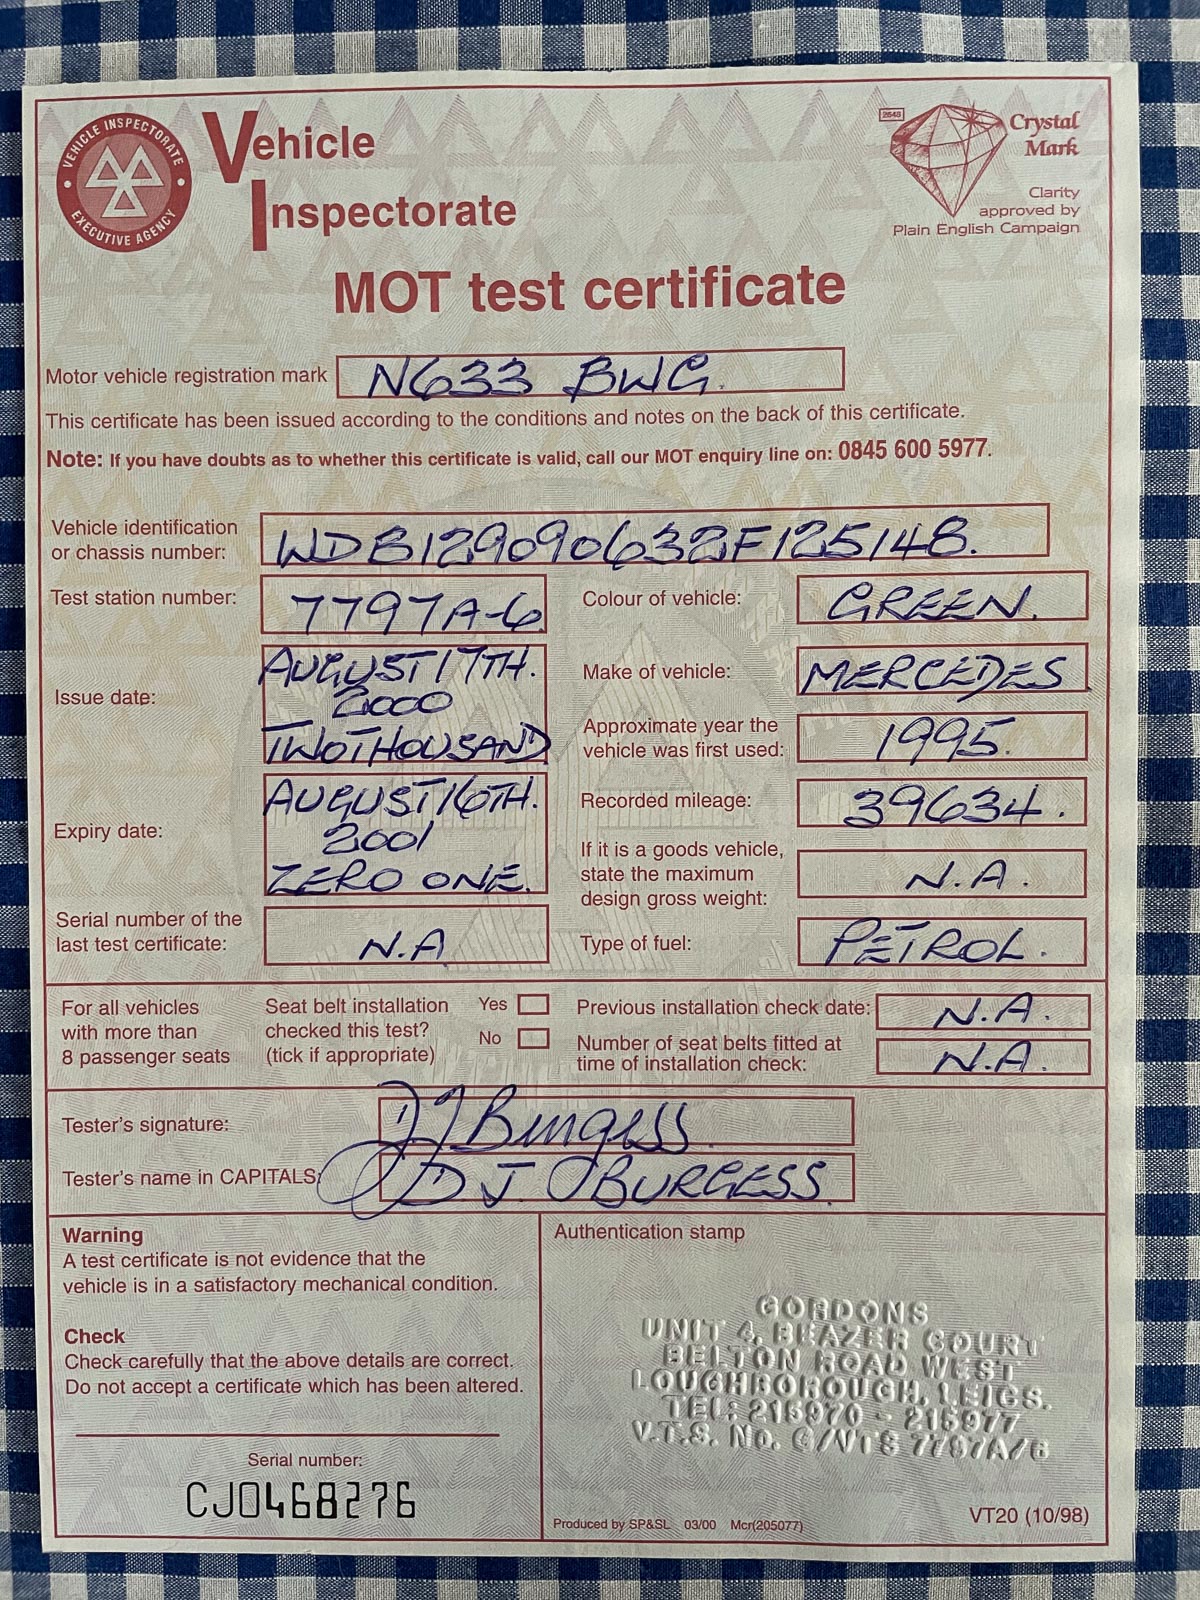 VEHICLE INSPECTORATE
EXECUTIVE AGENCY
Vehicle
Inspectorate
2648
Crystal
Mark
Clarity
approved by
Plain English Campaign
MOT test certificate
Motor vehicle registration mark N633 BWG.
This certificate has been issued according to the conditions and notes on the back of this certificate.
Note: If you have doubts as to whether this certificate is valid, call our MOT enquiry line on: 0845 600 5977.
Vehicle identification
or chassis number: WDB129090632F125148.
Test station number: 7797A-6
Colour of vehicle: GREEN.
Issue date: AUGUST 17TH.
2000
TWO THOUSAND
Make of vehicle: MERCEDES
Approximate year the
vehicle was first used: 1995.
Expiry date: AUGUST 16TH.
2001
ZERO ONE.
Recorded mileage: 39634.
If it is a goods vehicle,
state the maximum
design gross weight: N.A.
Serial number of the
last test certificate: N.A
Type of fuel: PETROL.
For all vehicles
with more than
8 passenger seats
Seat belt installation
checked this test?
(tick if appropriate)
Yes
No
Previous installation check date: N.A.
Number of seat belts fitted at
time of installation check: N.A.
Tester's signature: DJ Burgess.
Tester's name in CAPITALS: D J BURGESS.
Warning
A test certificate is not evidence that the
vehicle is in a satisfactory mechanical condition.
Check
Check carefully that the above details are correct.
Do not accept a certificate which has been altered.
Serial number:
CJ0468276
Authentication stamp
GORDONS
UNIT 4, BEAZER COURT
BELTON ROAD WEST
LOUGHBOROUGH, LEICS.
TEL: 215970 - 215977
V.T.S. No. G/VTS 7797A/6
Produced by SP&SL 03/00 Mcr(205077)
VT20 (10/98)